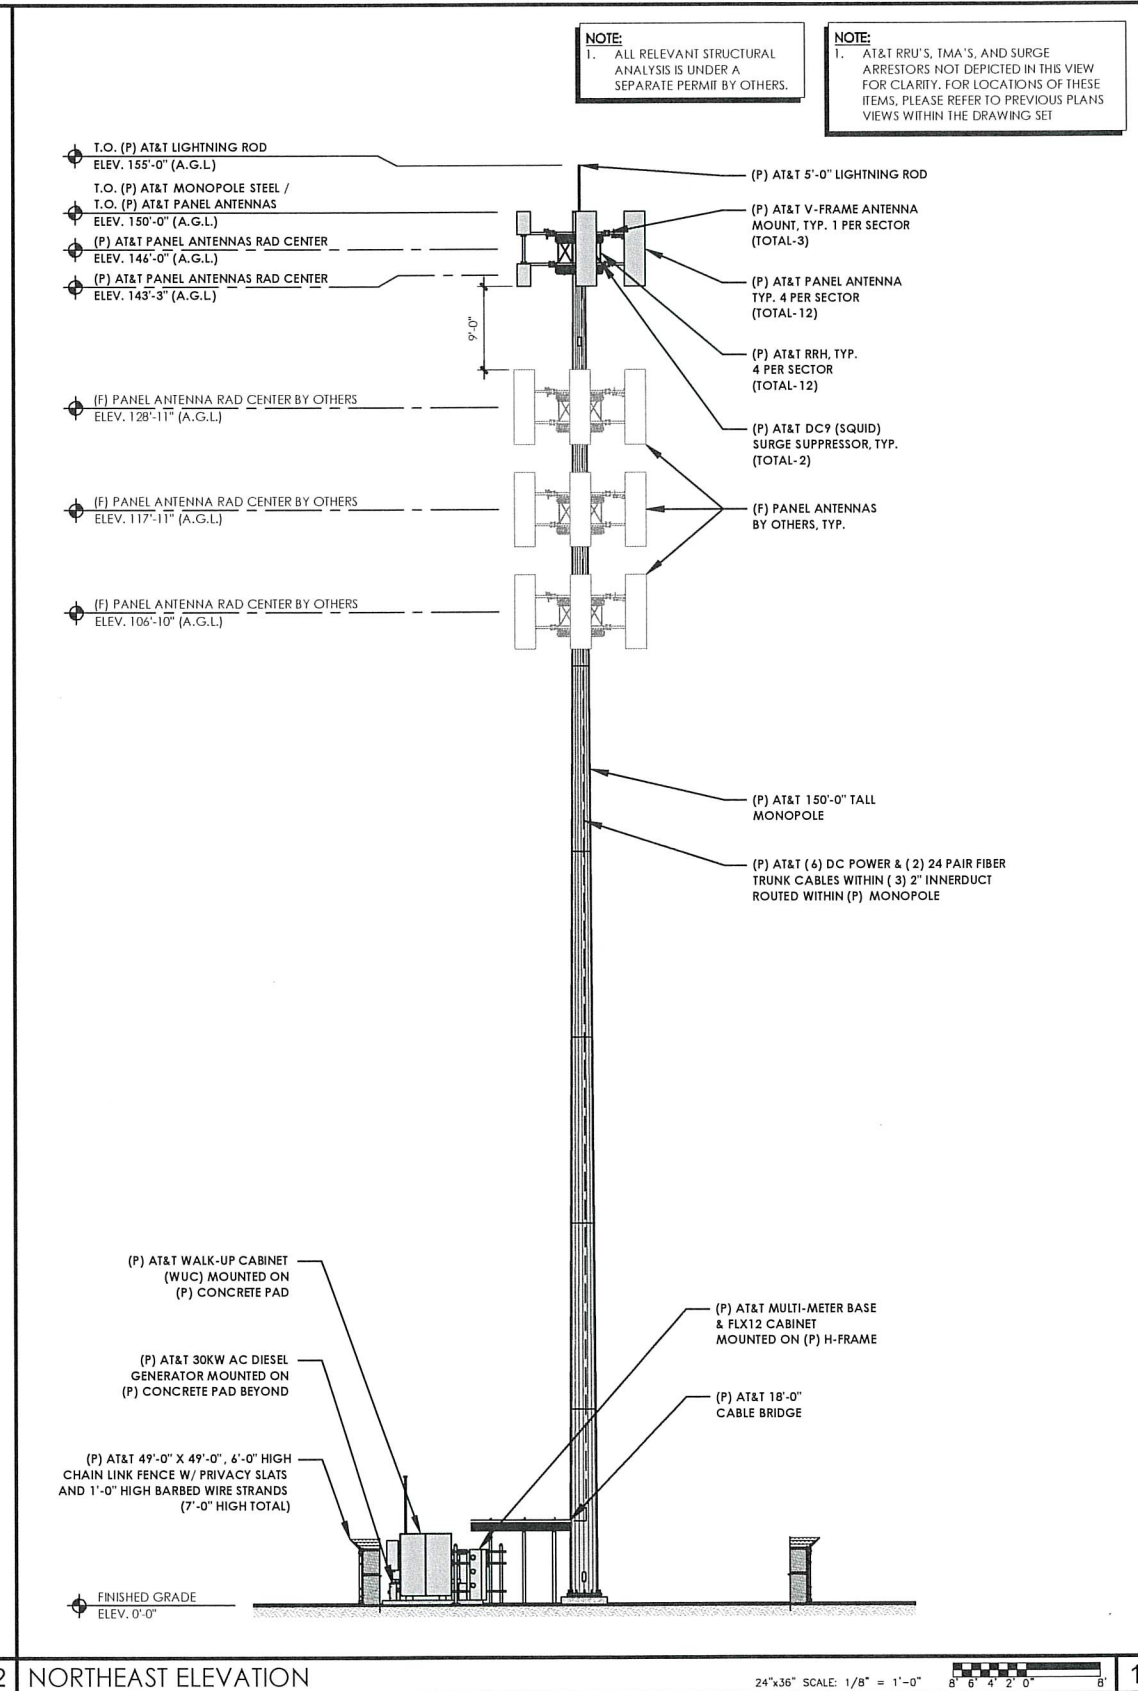 NOTE:
1. ALL RELEVANT STRUCTURAL
ANALYSIS IS UNDER A
SEPARATE PERMIT BY OTHERS.
NOTE:
1. AT&T RRU'S, TMA'S, AND SURGE
ARRESTORS NOT DEPICTED IN THIS VIEW
FOR CLARITY. FOR LOCATIONS OF THESE
ITEMS, PLEASE REFER TO PREVIOUS PLANS
VIEWS WITHIN THE DRAWING SET
T.O. (P) AT&T LIGHTNING ROD
ELEV. 155'-0" (A.G.L.)
T.O. (P) AT&T MONOPOLE STEEL /
T.O. (P) AT&T PANEL ANTENNAS
ELEV. 150'-0" (A.G.L.)
(P) AT&T PANEL ANTENNAS RAD CENTER
ELEV. 146'-0" (A.G.L.)
(P) AT&T PANEL ANTENNAS RAD CENTER
ELEV. 143'-3" (A.G.L)
9'-0"
(F) PANEL ANTENNA RAD CENTER BY OTHERS
ELEV. 128'-11" (A.G.L.)
(F) PANEL ANTENNA RAD CENTER BY OTHERS
ELEV. 117'-11" (A.G.L.)
(F) PANEL ANTENNA RAD CENTER BY OTHERS
ELEV. 106'-10" (A.G.L.)
(P) AT&T 5'-0" LIGHTNING ROD
(P) AT&T V-FRAME ANTENNA
MOUNT, TYP. 1 PER SECTOR
(TOTAL-3)
(P) AT&T PANEL ANTENNA
TYP. 4 PER SECTOR
(TOTAL-12)
(P) AT&T RRH, TYP.
4 PER SECTOR
(TOTAL-12)
(P) AT&T DC9 (SQUID)
SURGE SUPPRESSOR, TYP.
(TOTAL-2)
(F) PANEL ANTENNAS
BY OTHERS, TYP.
(P) AT&T 150'-0" TALL
MONOPOLE
(P) AT&T (6) DC POWER & (2) 24 PAIR FIBER
TRUNK CABLES WITHIN (3) 2" INNERDUCT
ROUTED WITHIN (P) MONOPOLE
(P) AT&T WALK-UP CABINET
(WUC) MOUNTED ON
(P) CONCRETE PAD
(P) AT&T 30KW AC DIESEL
GENERATOR MOUNTED ON
(P) CONCRETE PAD BEYOND
(P) AT&T 49'-0" X 49'-0", 6'-0" HIGH
CHAIN LINK FENCE W/ PRIVACY SLATS
AND 1'-0" HIGH BARBED WIRE STRANDS
(7'-0" HIGH TOTAL)
(P) AT&T MULTI-METER BASE
& FLX12 CABINET
MOUNTED ON (P) H-FRAME
(P) AT&T 18'-0"
CABLE BRIDGE
FINISHED GRADE
ELEV. 0'-0"
2 NORTHEAST ELEVATION
24"x36" SCALE: 1/8" = 1'-0"
8' 6' 4' 2' 0" 8'
1